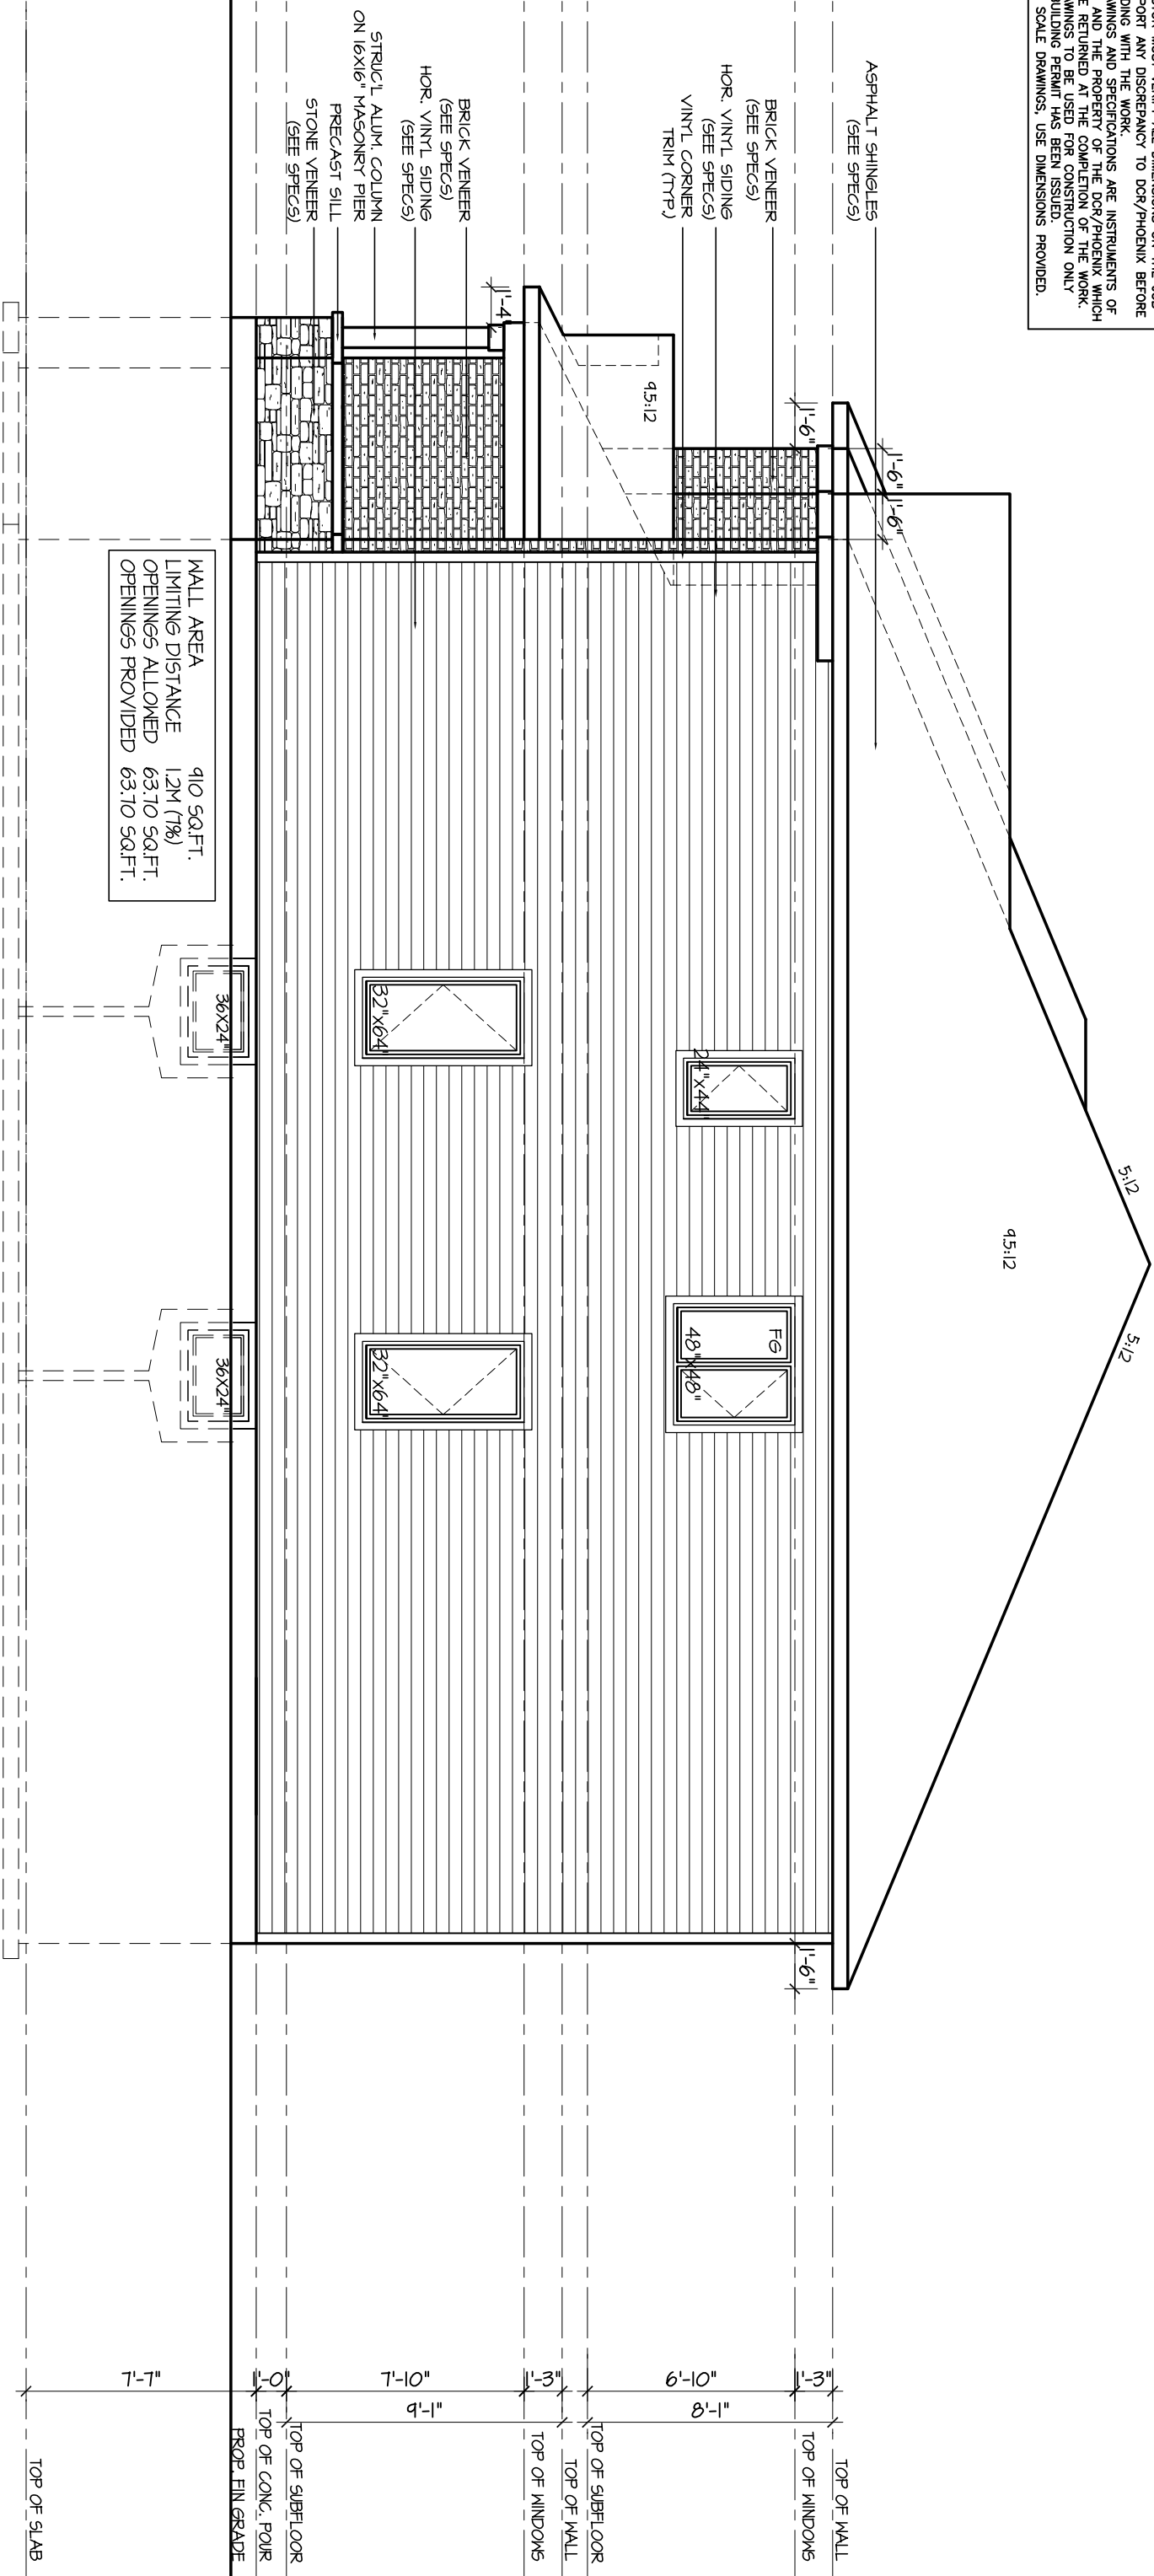 PORT ANY DISCREPANCY TO DCR/PHOENIX BEFORE
DING WITH THE WORK.
AWINGS AND SPECIFICATIONS ARE INSTRUMENTS OF
AND THE PROPERTY OF THE DCR/PHOENIX WHICH
E RETURNED AT THE COMPLETION OF THE WORK.
AWINGS TO BE USED FOR CONSTRUCTION ONLY
BUILDING PERMIT HAS BEEN ISSUED.
SCALE DRAWINGS, USE DIMENSIONS PROVIDED.
5:12
5:12
9.5:12
ASPHALT SHINGLES
(SEE SPECS)
1'-6"
1'-6"
1'-6"
1'-6"
BRICK VENEER
(SEE SPECS)
HOR. VINYL SIDING
(SEE SPECS)
VINYL CORNER
TRIM (TYP.)
9.5:12
24"x44"
FG
48"x48"
1'-4"
BRICK VENEER
(SEE SPECS)
HOR. VINYL SIDING
(SEE SPECS)
STRUC'L ALUM. COLUMN
ON 16X16" MASONRY PIER
PRECAST SILL
STONE VENEER
(SEE SPECS)
32"x64"
32"x64"
36X24"
36X24"
WALL AREA 910 SQ.FT.
LIMITING DISTANCE 1.2M (7%)
OPENINGS ALLOWED 63.70 SQ.FT.
OPENINGS PROVIDED 63.70 SQ.FT.
TOP OF WALL
1'-3"
TOP OF WINDOWS
8'-1"
6'-10"
TOP OF SUBFLOOR
TOP OF WALL
1'-3"
TOP OF WINDOWS
9'-1"
7'-10"
TOP OF SUBFLOOR
1'-0"
TOP OF CONC. POUR
PROP. FIN GRADE
7'-7"
TOP OF SLAB